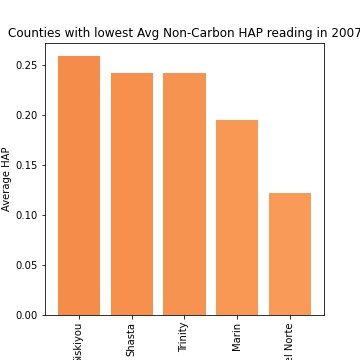 Counties with lowest Avg Non-Carbon HAP reading in 2007
Average HAP
0.25
0.20
0.15
0.10
0.05
0.00
Siskiyou
Shasta
Trinity
Marin
el Norte